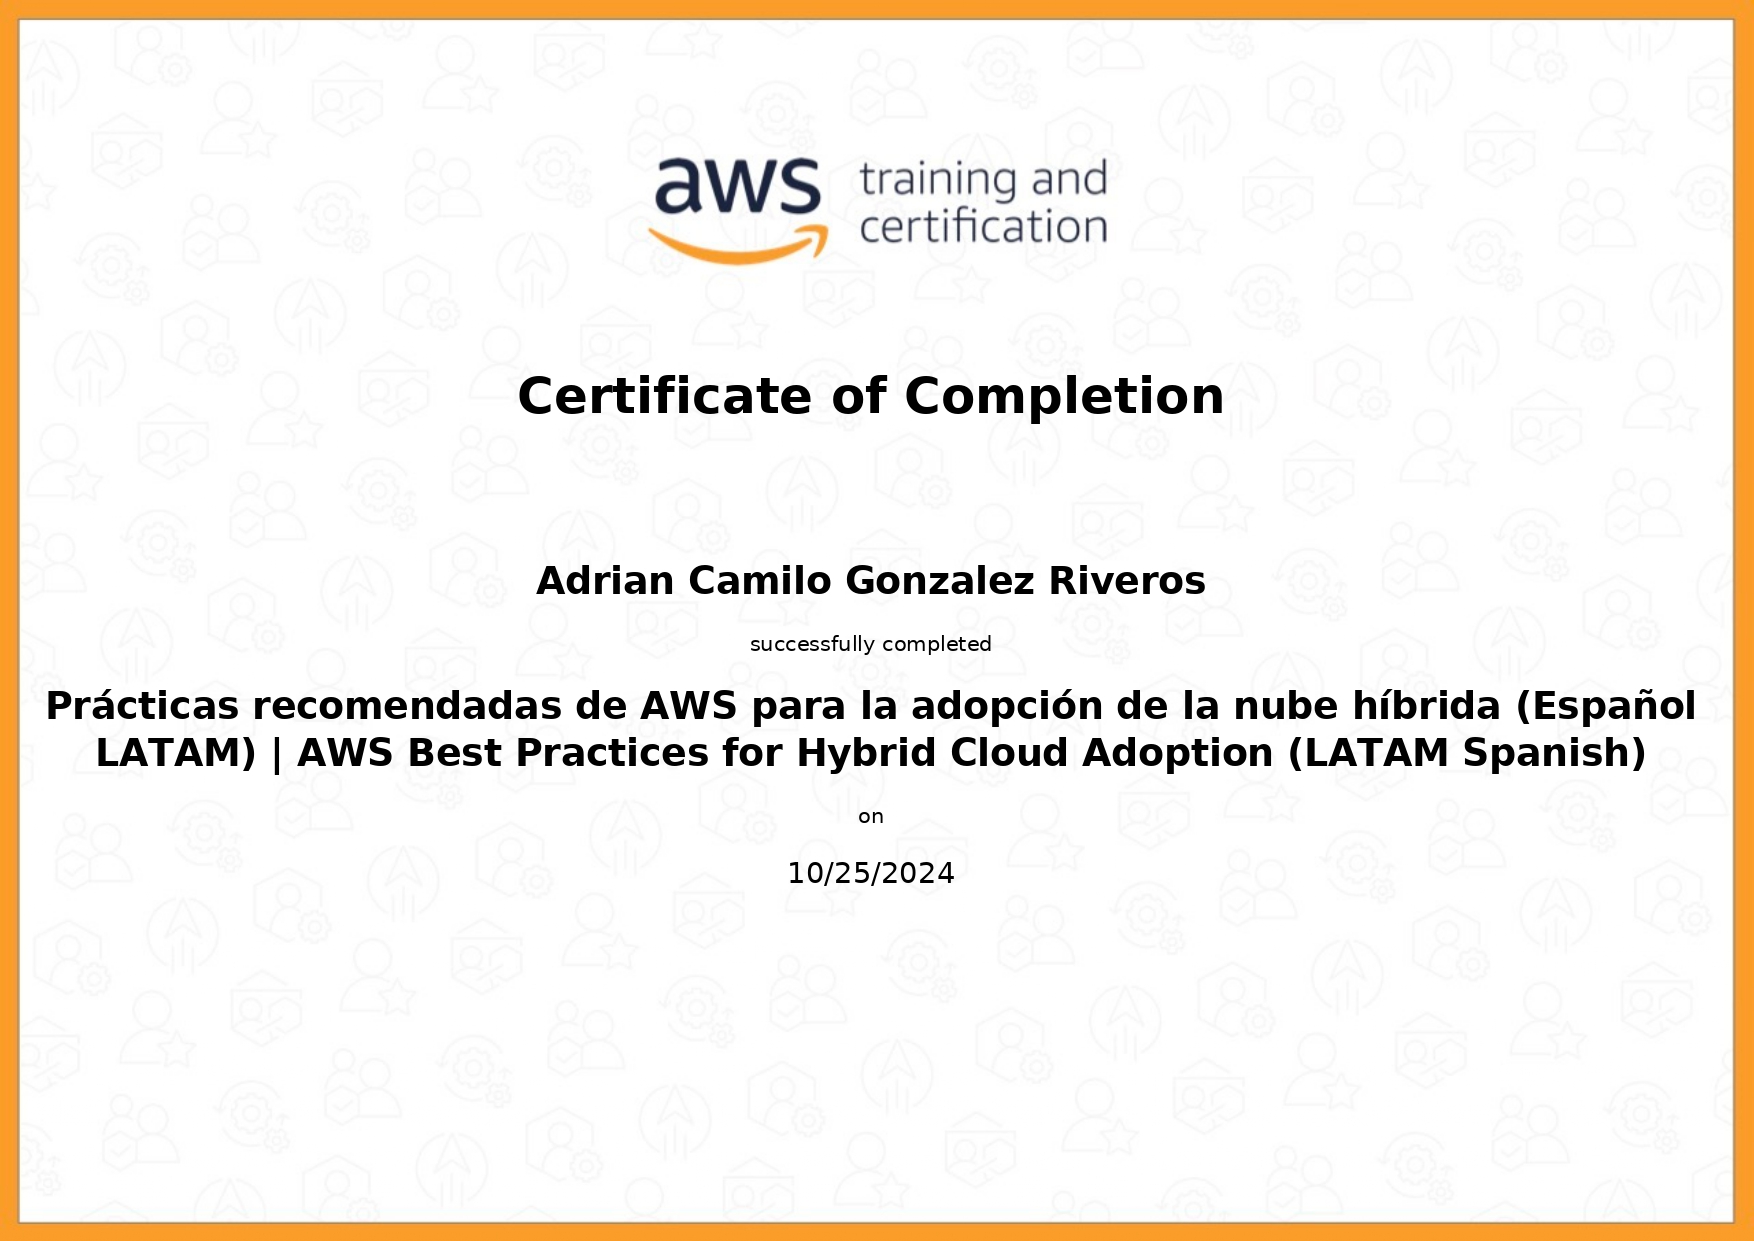 aws training and
certification
Certificate of Completion
Adrian Camilo Gonzalez Riveros
successfully completed
Prácticas recomendadas de AWS para la adopción de la nube híbrida (Español
LATAM) | AWS Best Practices for Hybrid Cloud Adoption (LATAM Spanish)
on
10/25/2024